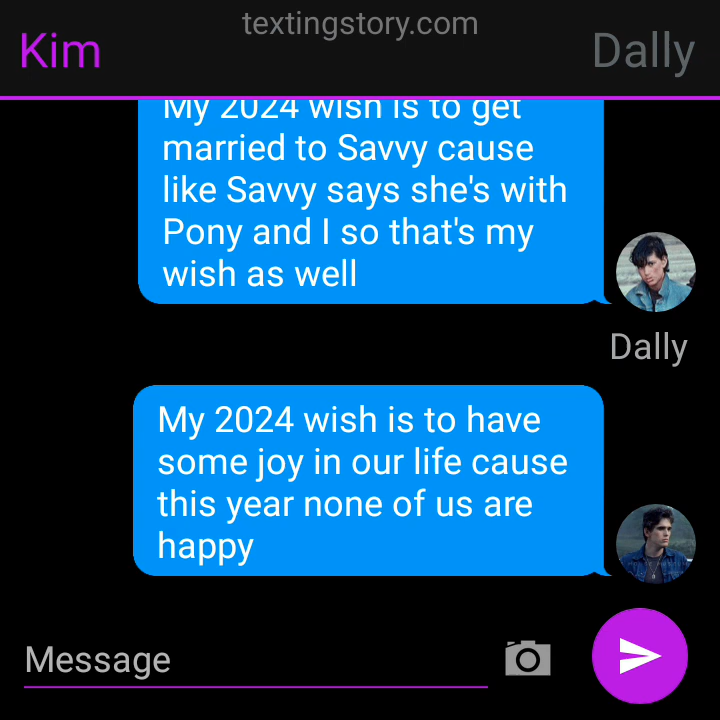 textingstory.com
Kim
Dally
My 2024 wish is to get
married to Savvy cause
like Savvy says she's with
Pony and I so that's my
wish as well
Dally
My 2024 wish is to have
some joy in our life cause
this year none of us are
happy
Message